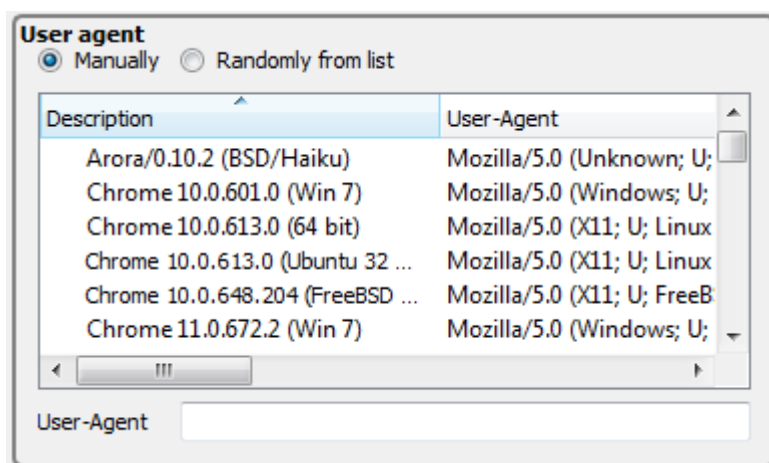 User agent
Manually Randomly from list
Description User-Agent
Arora/0.10.2 (BSD/Haiku) Mozilla/5.0 (Unknown; U;
Chrome 10.0.601.0 (Win 7) Mozilla/5.0 (Windows; U;
Chrome 10.0.613.0 (64 bit) Mozilla/5.0 (X11; U; Linux
Chrome 10.0.613.0 (Ubuntu 32 ... Mozilla/5.0 (X11; U; Linux
Chrome 10.0.648.204 (FreeBSD ... Mozilla/5.0 (X11; U; FreeB
Chrome 11.0.672.2 (Win 7) Mozilla/5.0 (Windows; U;
User-Agent